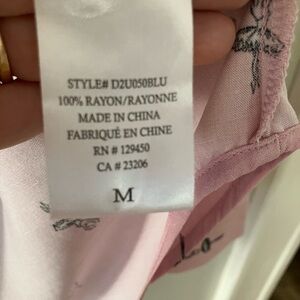 STYLE# D2U050BLU
100% RAYON/RAYONNE
MADE IN CHINA
FABRIQUÉ EN CHINE
RN # 129450
CA # 23206
M